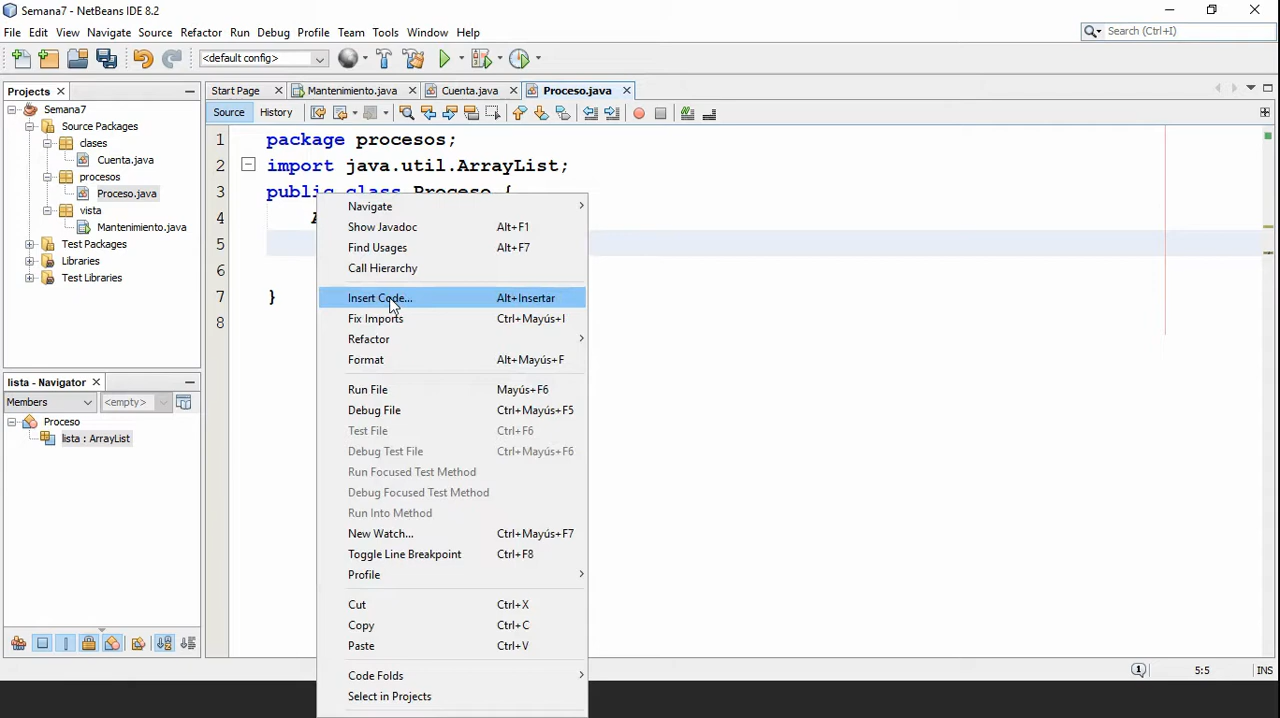 Semana7 - NetBeans IDE 8.2
File Edit View Navigate Source Refactor Run Debug Profile Team Tools Window Help
Search (Ctrl+I)
<default config>
Projects
Start Page
Mantenimiento.java
Cuenta.java
Proceso.java
Semana7
Source Packages
clases
Cuenta.java
procesos
Proceso.java
vista
Mantenimiento.java
Test Packages
Libraries
Test Libraries
Source History
1 package procesos;
2 import java.util.ArrayList;
3 public class Proceso {
4
5
6
7 }
8
Navigate
Show Javadoc Alt+F1
Find Usages Alt+F7
Call Hierarchy
Insert Code... Alt+Insertar
Fix Imports Ctrl+Mayús+I
Refactor
Format Alt+Mayús+F
Run File Mayús+F6
Debug File Ctrl+Mayús+F5
Test File Ctrl+F6
Debug Test File Ctrl+Mayús+F6
Run Focused Test Method
Debug Focused Test Method
Run Into Method
New Watch... Ctrl+Mayús+F7
Toggle Line Breakpoint Ctrl+F8
Profile
Cut Ctrl+X
Copy Ctrl+C
Paste Ctrl+V
Code Folds
Select in Projects
lista - Navigator
Members
<empty>
Proceso
lista : ArrayList
1
5:5
INS